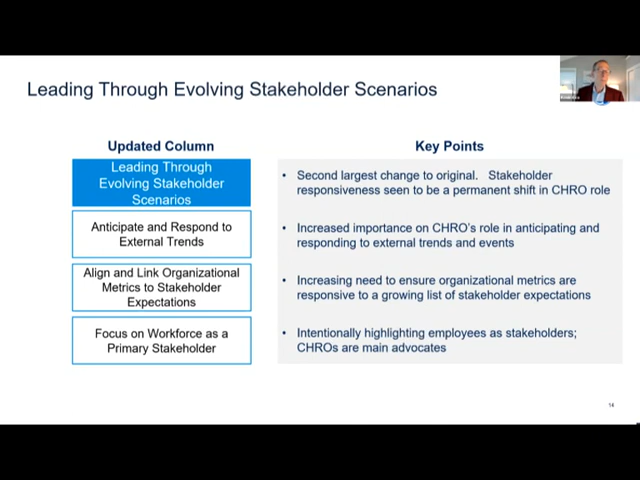 Leading Through Evolving Stakeholder Scenarios
Updated Column
Leading Through
Evolving Stakeholder
Scenarios
Anticipate and Respond to
External Trends
Align and Link Organizational
Metrics to Stakeholder
Expectations
Focus on Workforce as a
Primary Stakeholder
Key Points
• Second largest change to original. Stakeholder
responsiveness seen to be a permanent shift in CHRO role
• Increased importance on CHRO's role in anticipating and
responding to external trends and events
• Increasing need to ensure organizational metrics are
responsive to a growing list of stakeholder expectations
• Intentionally highlighting employees as stakeholders;
CHROs are main advocates
14